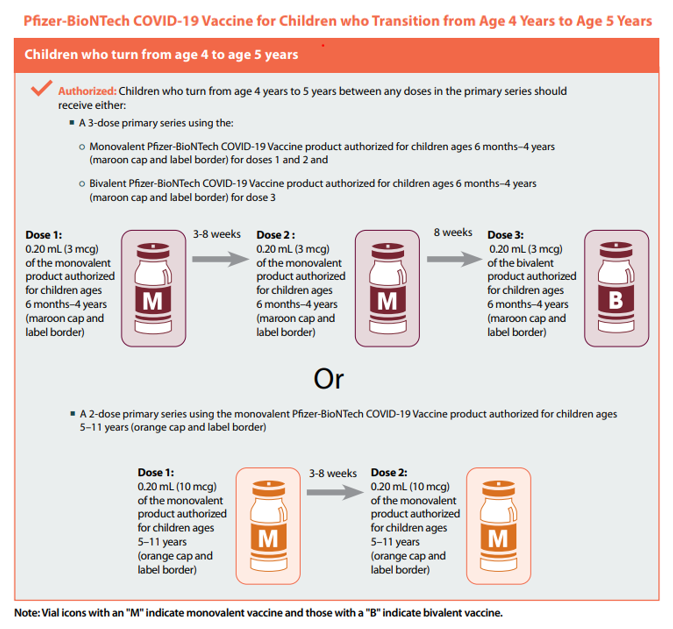 Pfizer-BioNTech COVID-19 Vaccine for Children who Transition from Age 4 Years to Age 5 Years
Children who turn from age 4 to age 5 years
Authorized: Children who turn from age 4 years to 5 years between any doses in the primary series should
receive either:
A 3-dose primary series using the:
Monovalent Pfizer-BioNTech COVID-19 Vaccine product authorized for children ages 6 months–4 years
(maroon cap and label border) for doses 1 and 2 and
Bivalent Pfizer-BioNTech COVID-19 Vaccine product authorized for children ages 6 months–4 years
(maroon cap and label border) for dose 3
Dose 1:
0.20 mL (3 mcg)
of the monovalent
product authorized
for children ages
6 months–4 years
(maroon cap and
label border)
M
3-8 weeks
Dose 2 :
0.20 mL (3 mcg)
of the monovalent
product authorized
for children ages
6 months–4 years
(maroon cap and
label border)
M
8 weeks
Dose 3:
0.20 mL (3 mcg)
of the bivalent
product authorized
for children ages
6 months–4 years
(maroon cap and
label border)
B
Or
A 2-dose primary series using the monovalent Pfizer-BioNTech COVID-19 Vaccine product authorized for children ages
5–11 years (orange cap and label border)
Dose 1:
0.20 mL (10 mcg)
of the monovalent
product authorized
for children ages
5–11 years
(orange cap and
label border)
M
3-8 weeks
Dose 2:
0.20 mL (10 mcg)
of the monovalent
product authorized
for children ages
5–11 years
(orange cap and
label border)
M
Note: Vial icons with an "M" indicate monovalent vaccine and those with a "B" indicate bivalent vaccine.